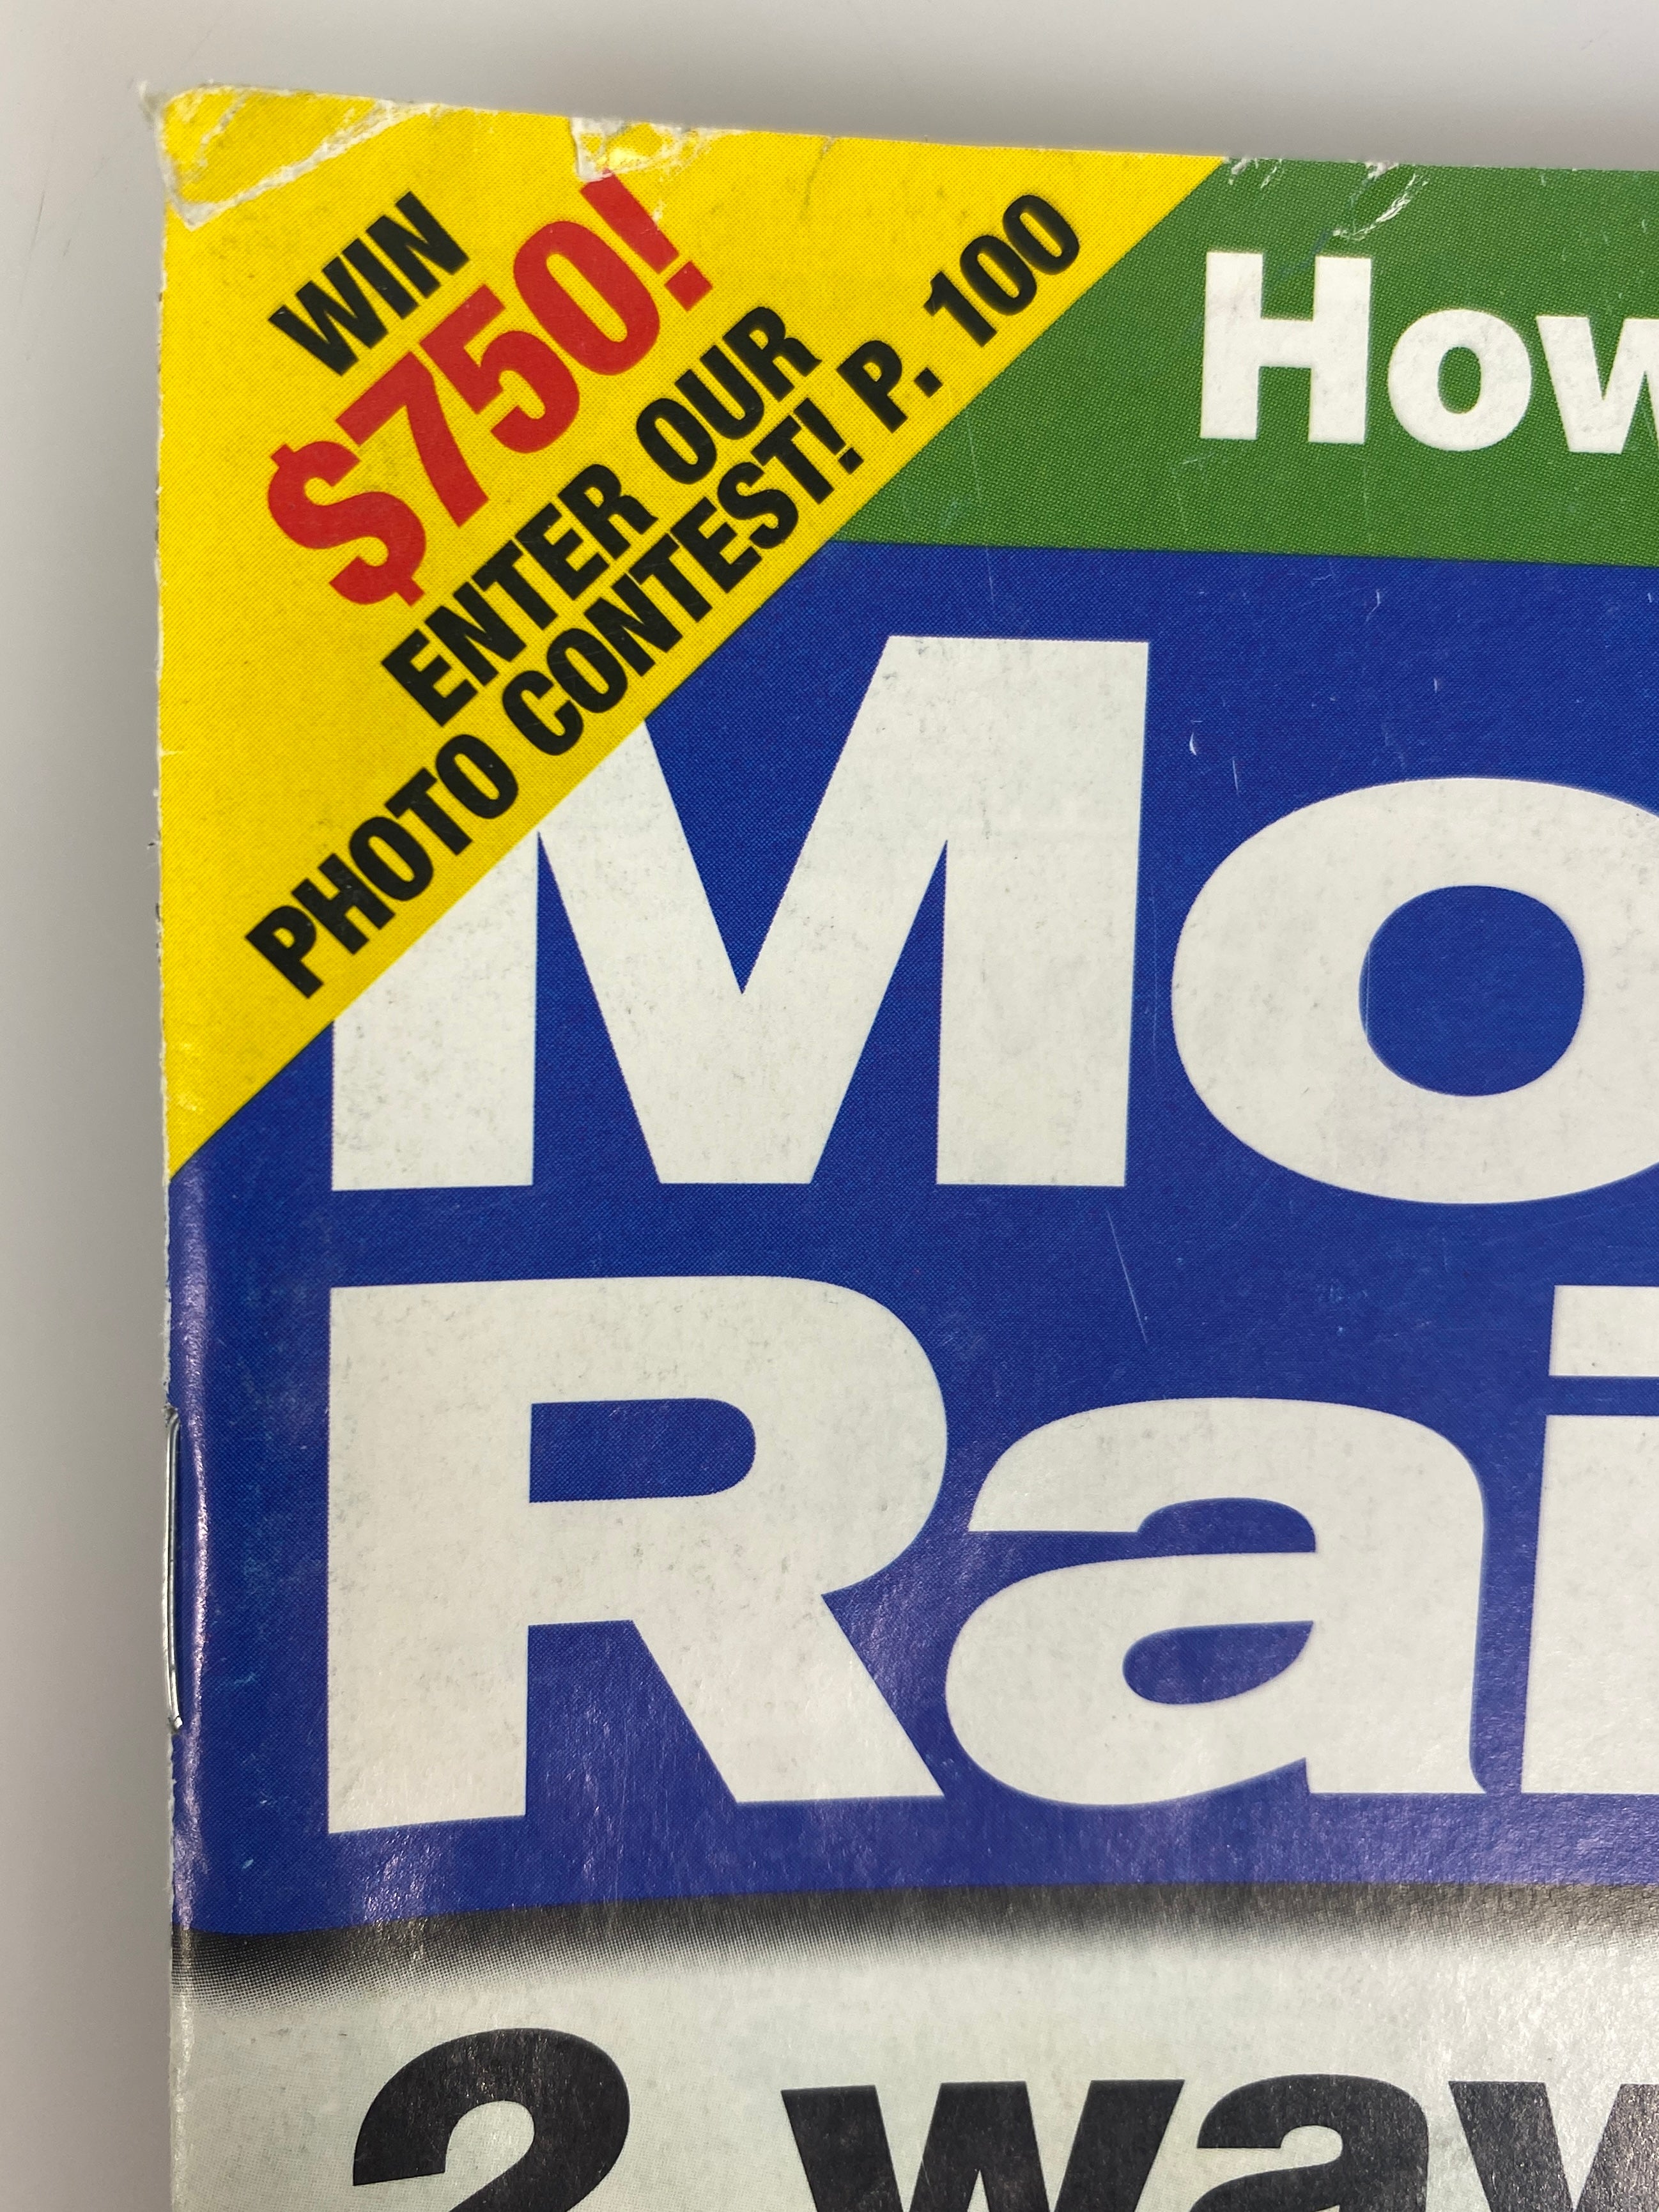 WIN
$750!
ENTER OUR
PHOTO CONTEST! P. 100
How
Mo
Rai
2 way